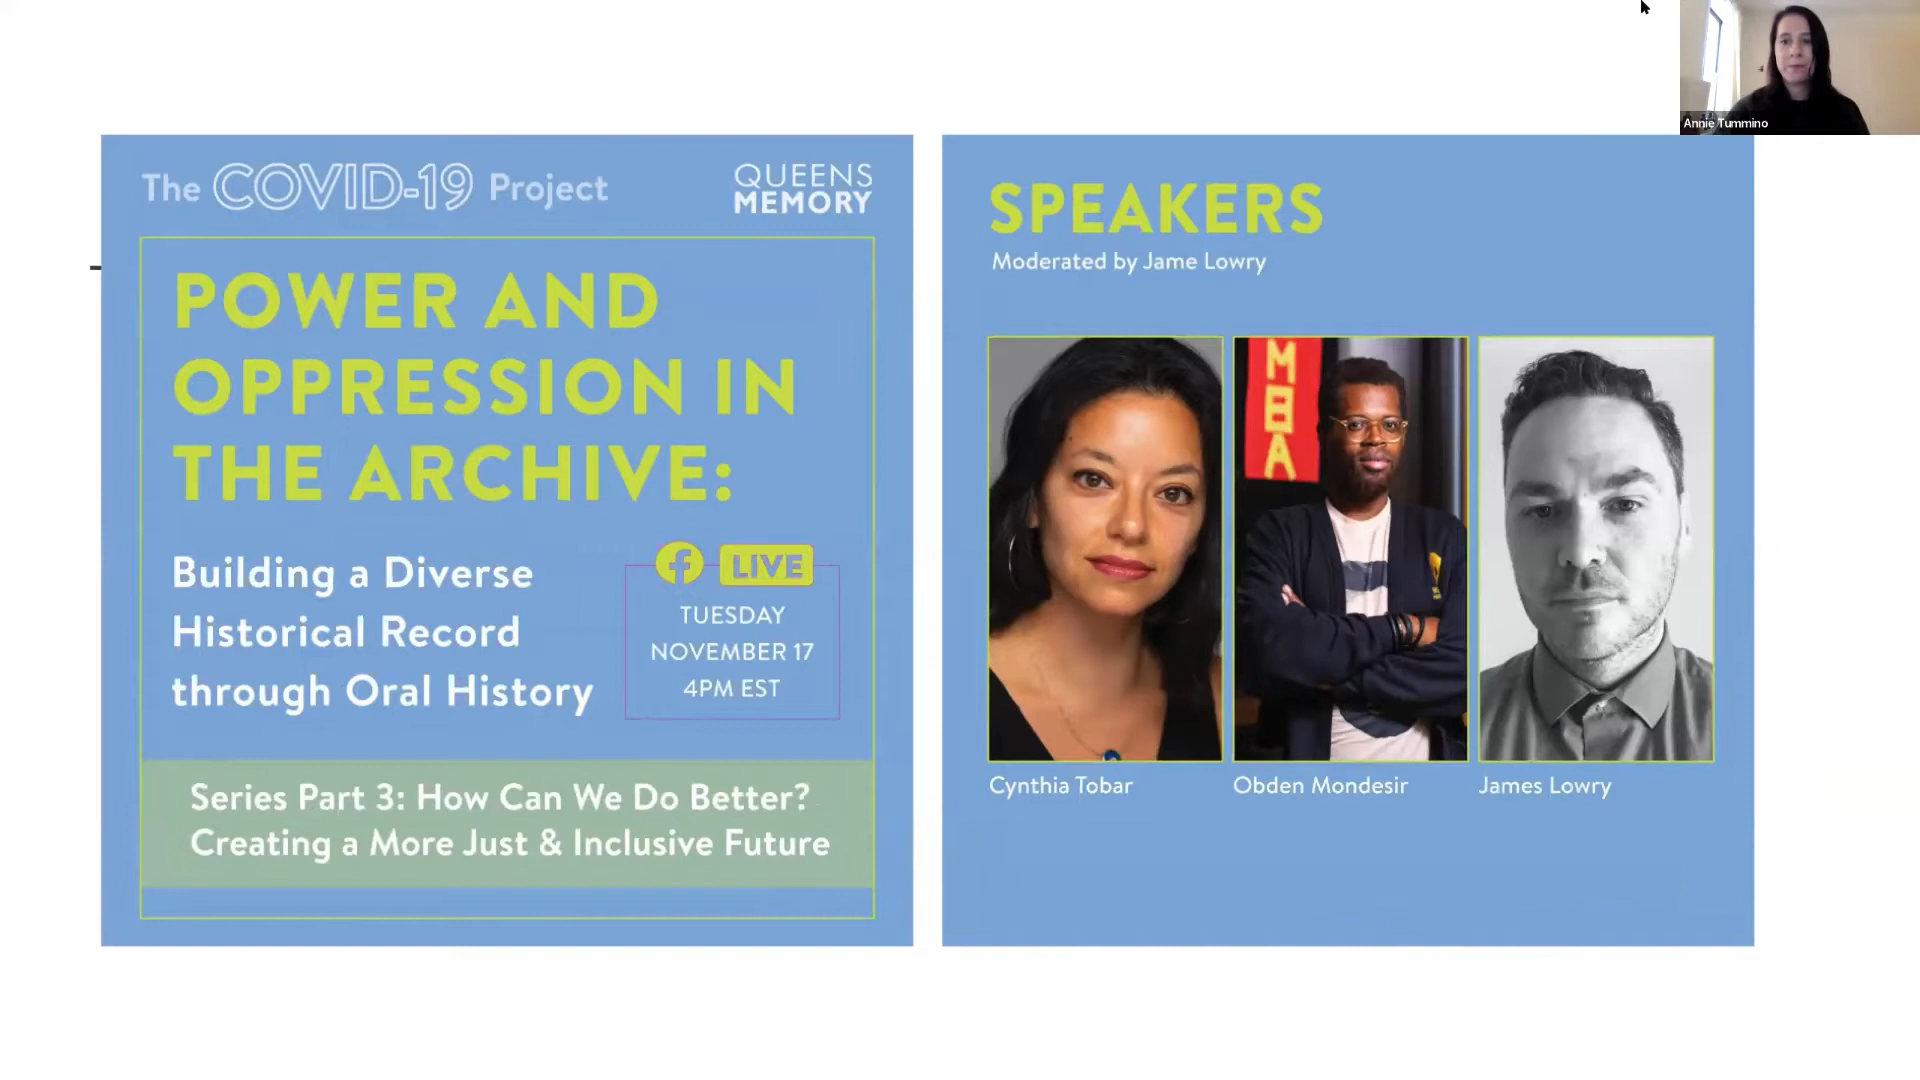 Annie Tummino
The COVID-19 Project
QUEENS
MEMORY
POWER AND
OPPRESSION IN
THE ARCHIVE:
Building a Diverse
Historical Record
through Oral History
LIVE
TUESDAY
NOVEMBER 17
4PM EST
Series Part 3: How Can We Do Better?
Creating a More Just & Inclusive Future
SPEAKERS
Moderated by Jame Lowry
MBA
Cynthia Tobar
Obden Mondesir
James Lowry